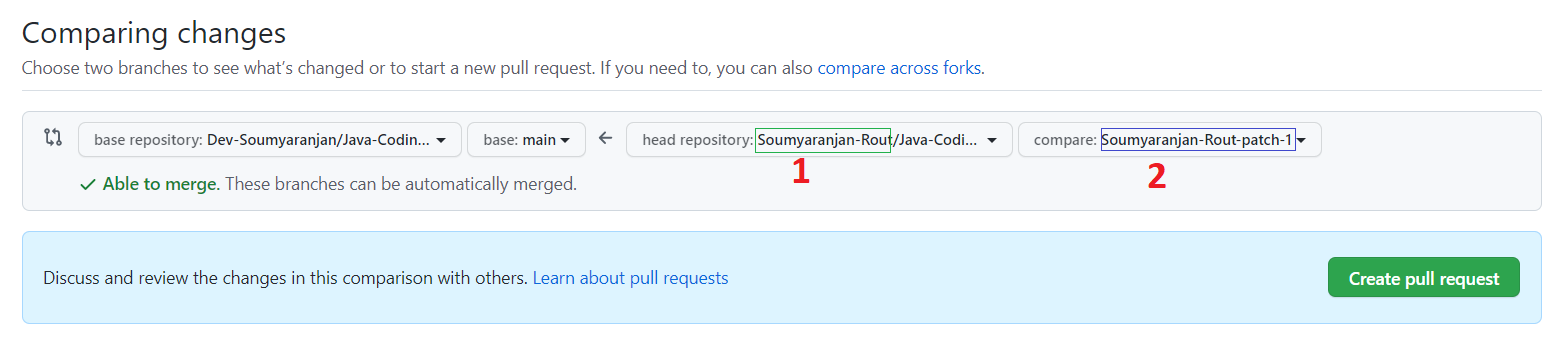 Comparing changes
Choose two branches to see what's changed or to start a new pull request. If you need to, you can also compare across forks.
base repository: Dev-Soumyaranjan/Java-Codin... base: main head repository: Soumyaranjan-Rout/Java-Codi... compare: Soumyaranjan-Rout-patch-1
1 2
Able to merge. These branches can be automatically merged.
Discuss and review the changes in this comparison with others. Learn about pull requests Create pull request